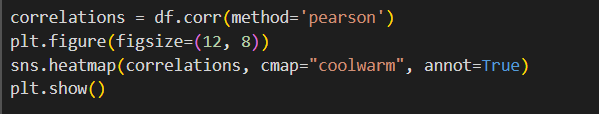 correlations = df.corr(method='pearson')
plt.figure(figsize=(12, 8))
sns.heatmap(correlations, cmap="coolwarm", annot=True)
plt.show()